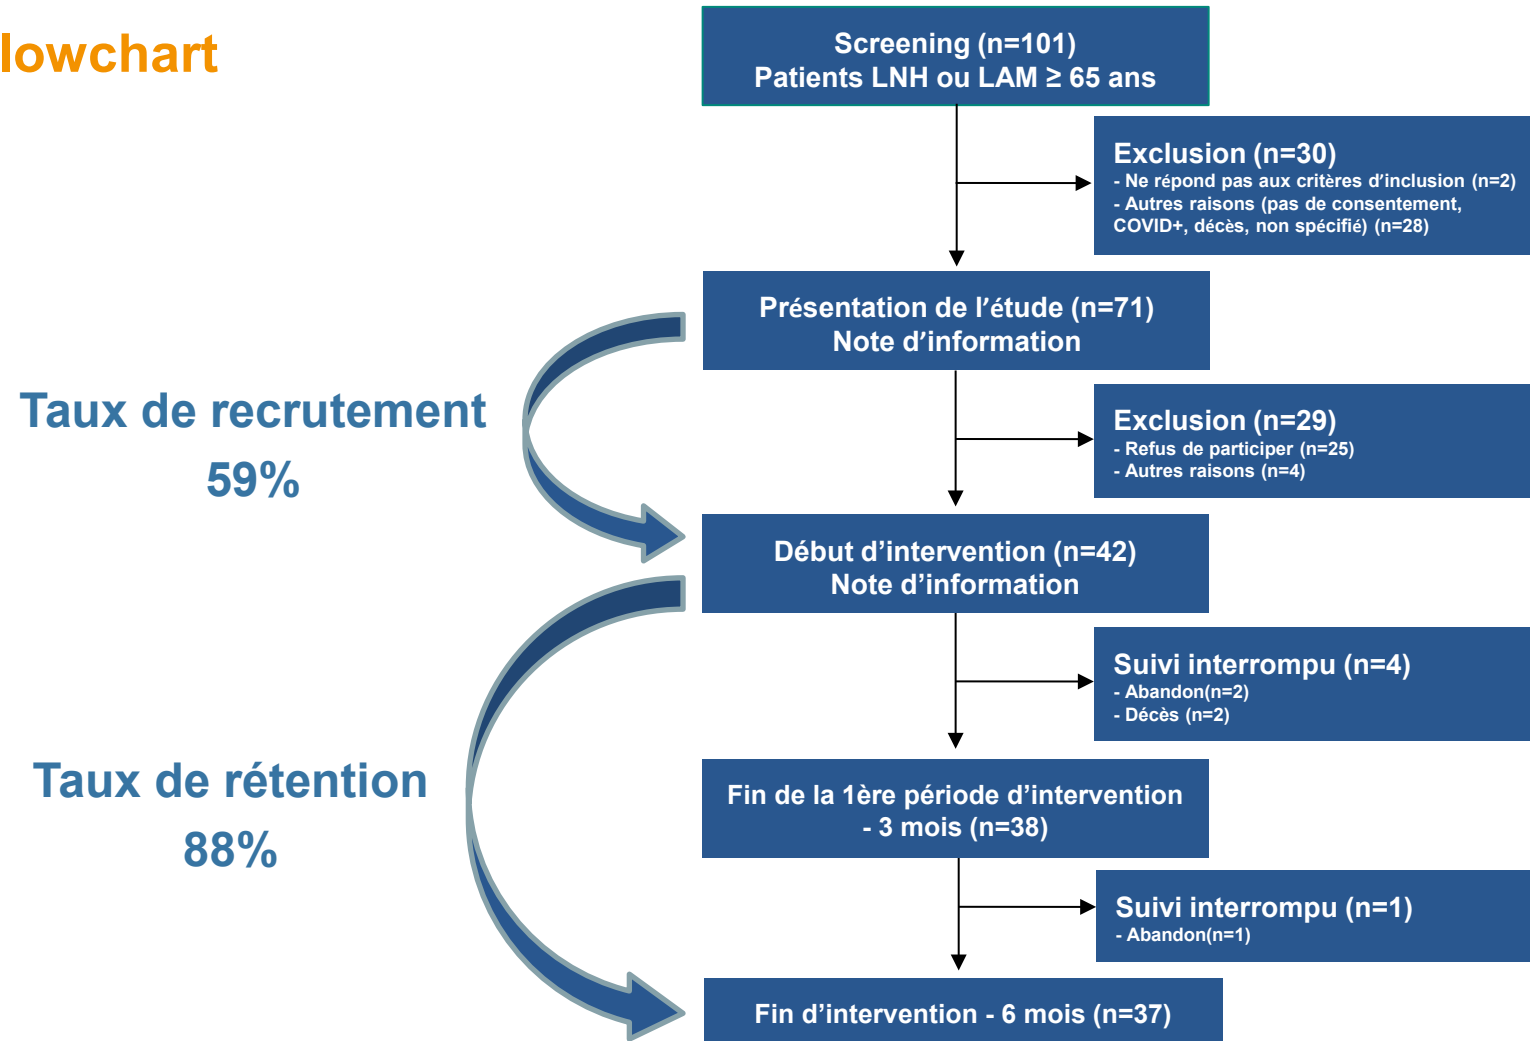 lowchart
Screening (n=101)
Patients LNH ou LAM ≥ 65 ans
Exclusion (n=30)
- Ne répond pas aux critères d'inclusion (n=2)
- Autres raisons (pas de consentement,
COVID+, décès, non spécifié) (n=28)
Présentation de l'étude (n=71)
Note d'information
Taux de recrutement
59%
Exclusion (n=29)
- Refus de participer (n=25)
- Autres raisons (n=4)
Début d'intervention (n=42)
Note d'information
Suivi interrompu (n=4)
- Abandon(n=2)
- Décès (n=2)
Taux de rétention
88%
Fin de la 1ère période d'intervention
- 3 mois (n=38)
Suivi interrompu (n=1)
- Abandon(n=1)
Fin d'intervention - 6 mois (n=37)